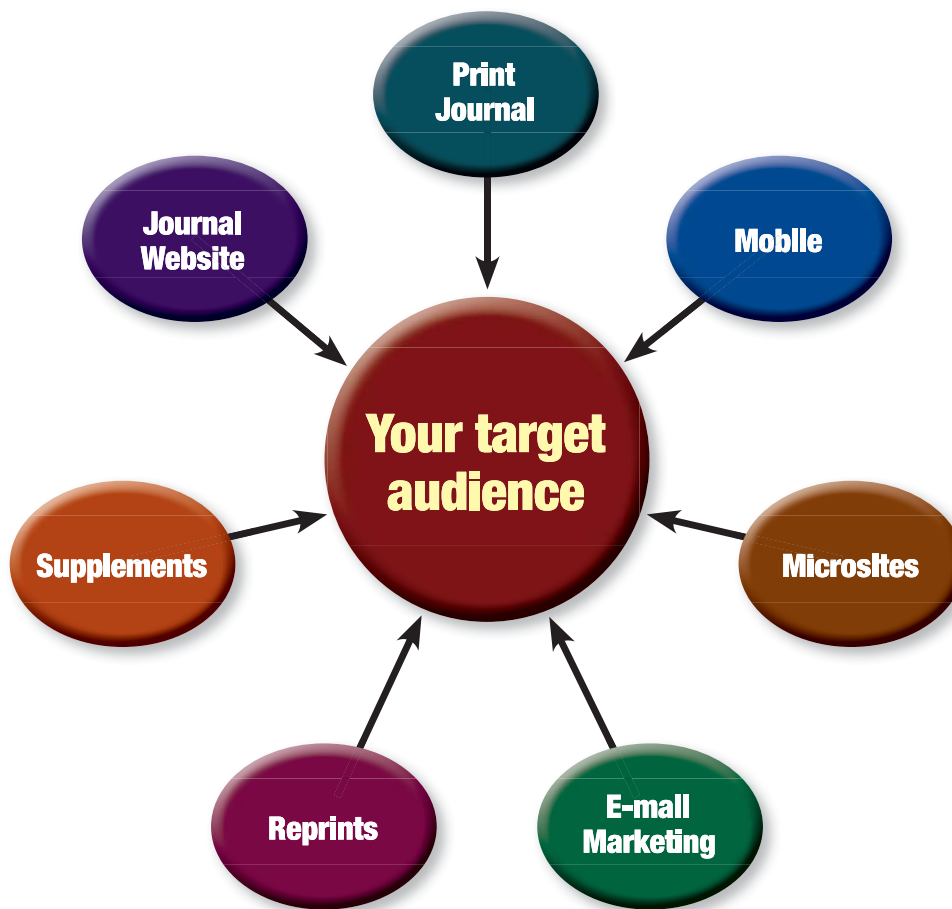 Print
Journal
Journal
Website
Mobile
Your target
audience
Supplements
Microsites
Reprints
E-mail
Marketing